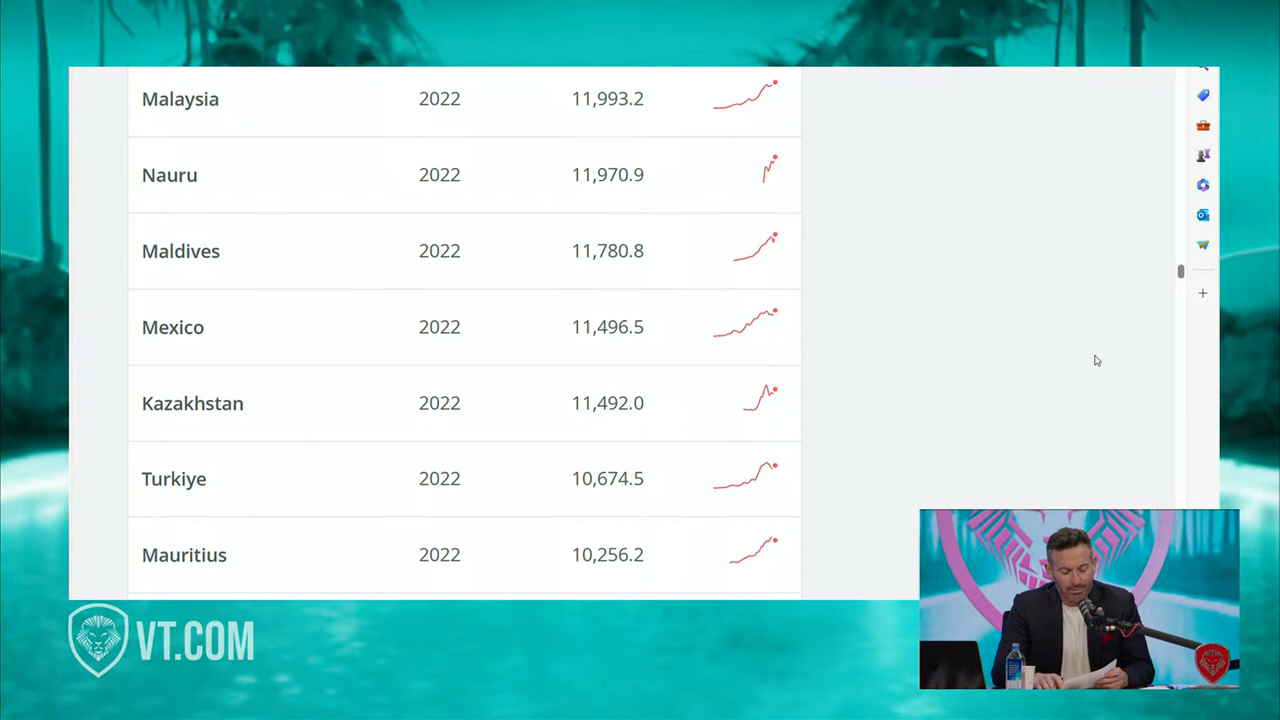 Malaysia 2022 11,993.2
Nauru 2022 11,970.9
Maldives 2022 11,780.8
Mexico 2022 11,496.5
Kazakhstan 2022 11,492.0
Turkiye 2022 10,674.5
Mauritius 2022 10,256.2
VT.COM